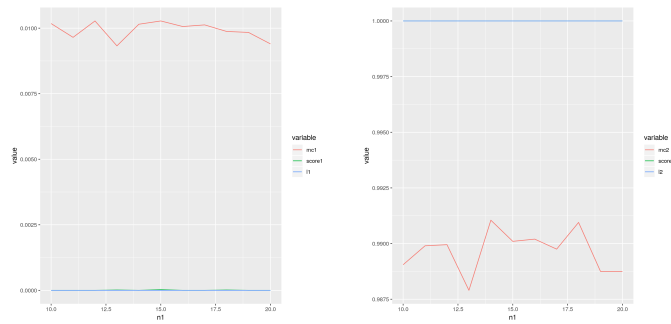 0.0100
0.0075
0.0050
0.0025
0.0000
value
10.0
12.5
15.0
17.5
20.0
n1
variable
mc1
score1
l1
1.0000
0.9975
0.9950
0.9925
0.9900
0.9875
value
10.0
12.5
15.0
17.5
20.0
n1
variable
mc2
score
l2